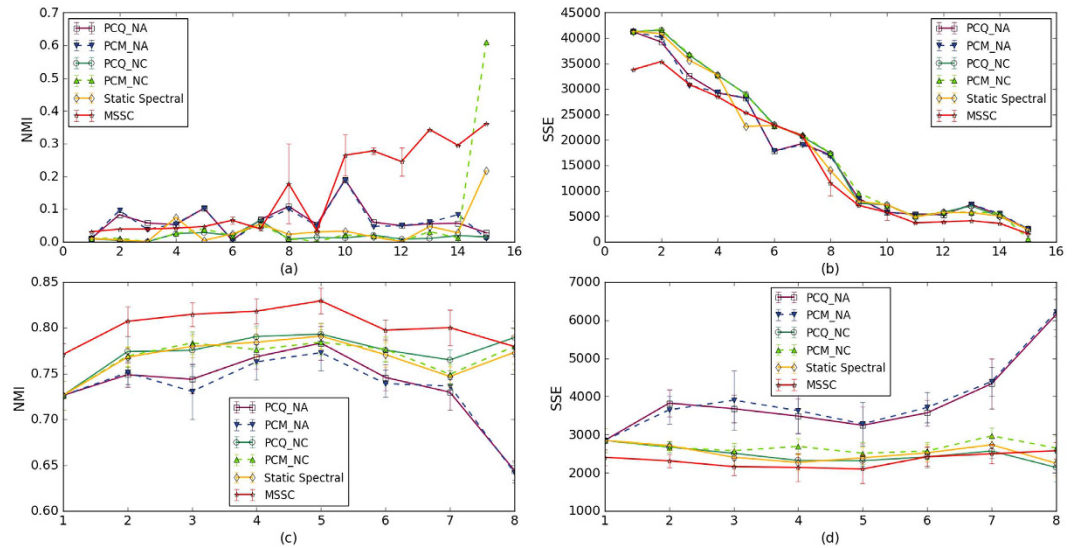 0.7
0.6
0.5
0.4
0.3
0.2
0.1
0.0
NMI
PCQ_NA
PCM_NA
PCQ_NC
PCM_NC
Static Spectral
MSSC
0 2 4 6 8 10 12 14 16
(a)
45000
40000
35000
30000
25000
20000
15000
10000
5000
0
SSE
PCQ_NA
PCM_NA
PCQ_NC
PCM_NC
Static Spectral
MSSC
0 2 4 6 8 10 12 14 16
(b)
0.85
0.80
0.75
0.70
0.65
0.60
NMI
PCQ_NA
PCM_NA
PCQ_NC
PCM_NC
Static Spectral
MSSC
1 2 3 4 5 6 7 8
(c)
7000
6000
5000
4000
3000
2000
1000
SSE
PCQ_NA
PCM_NA
PCQ_NC
PCM_NC
Static Spectral
MSSC
1 2 3 4 5 6 7 8
(d)